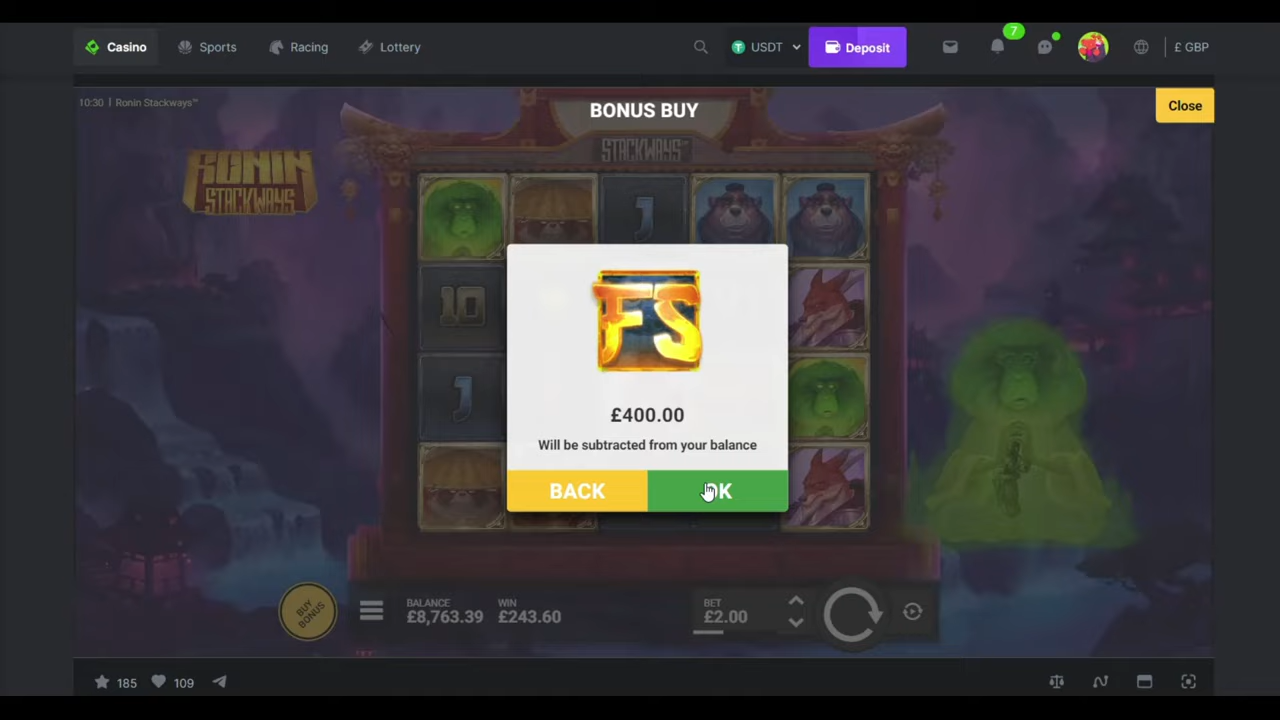 Casino Sports Racing Lottery USDT Deposit 7 £ GBP
10:30 | Ronin Stackways™
BONUS BUY
Close
STACKWAYS™
RONIN
STACKWAYS
J
10
J
FS
£400.00
Will be subtracted from your balance
BACK OK
BUY
BONUS
BALANCE WIN BET
£8,763.39 £243.60 £2.00
185 109